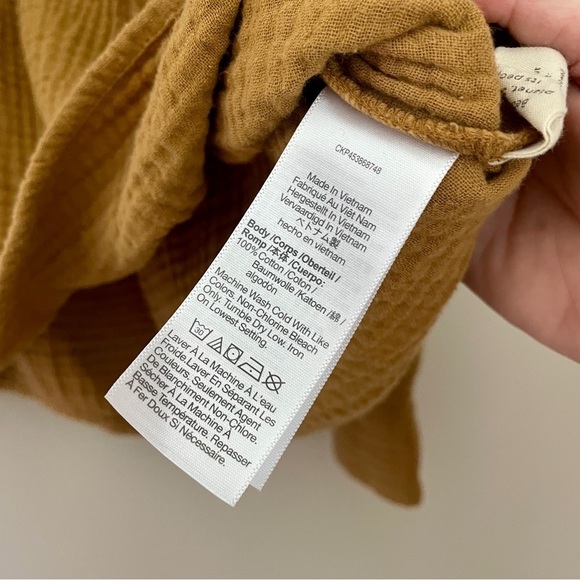 CKP453868748
Made In Vietnam
Fabriqué Au Viêt Nam
Hergestellt In Vietnam
Vervaardigd In Vietnam
ベトナム製
hecho en vietnam
Body /Corps /Oberteil /
Romp /本体 /Cuerpo:
100% Cotton /Coton /
Baumwolle /Katoen /綿 /
algodón
Machine Wash Cold With Like
Colors. Non-Chlorine Bleach
Only. Tumble Dry Low. Iron
On Lowest Setting.
30
Laver À La Machine À L'eau
Froide.Laver En Séparant Les
Couleurs. Seulement Agent
De Blanchiment Non-Chlore.
Sécher À La Machine À
Basse Température. Repasser
A Fer Doux Si Nécessaire.